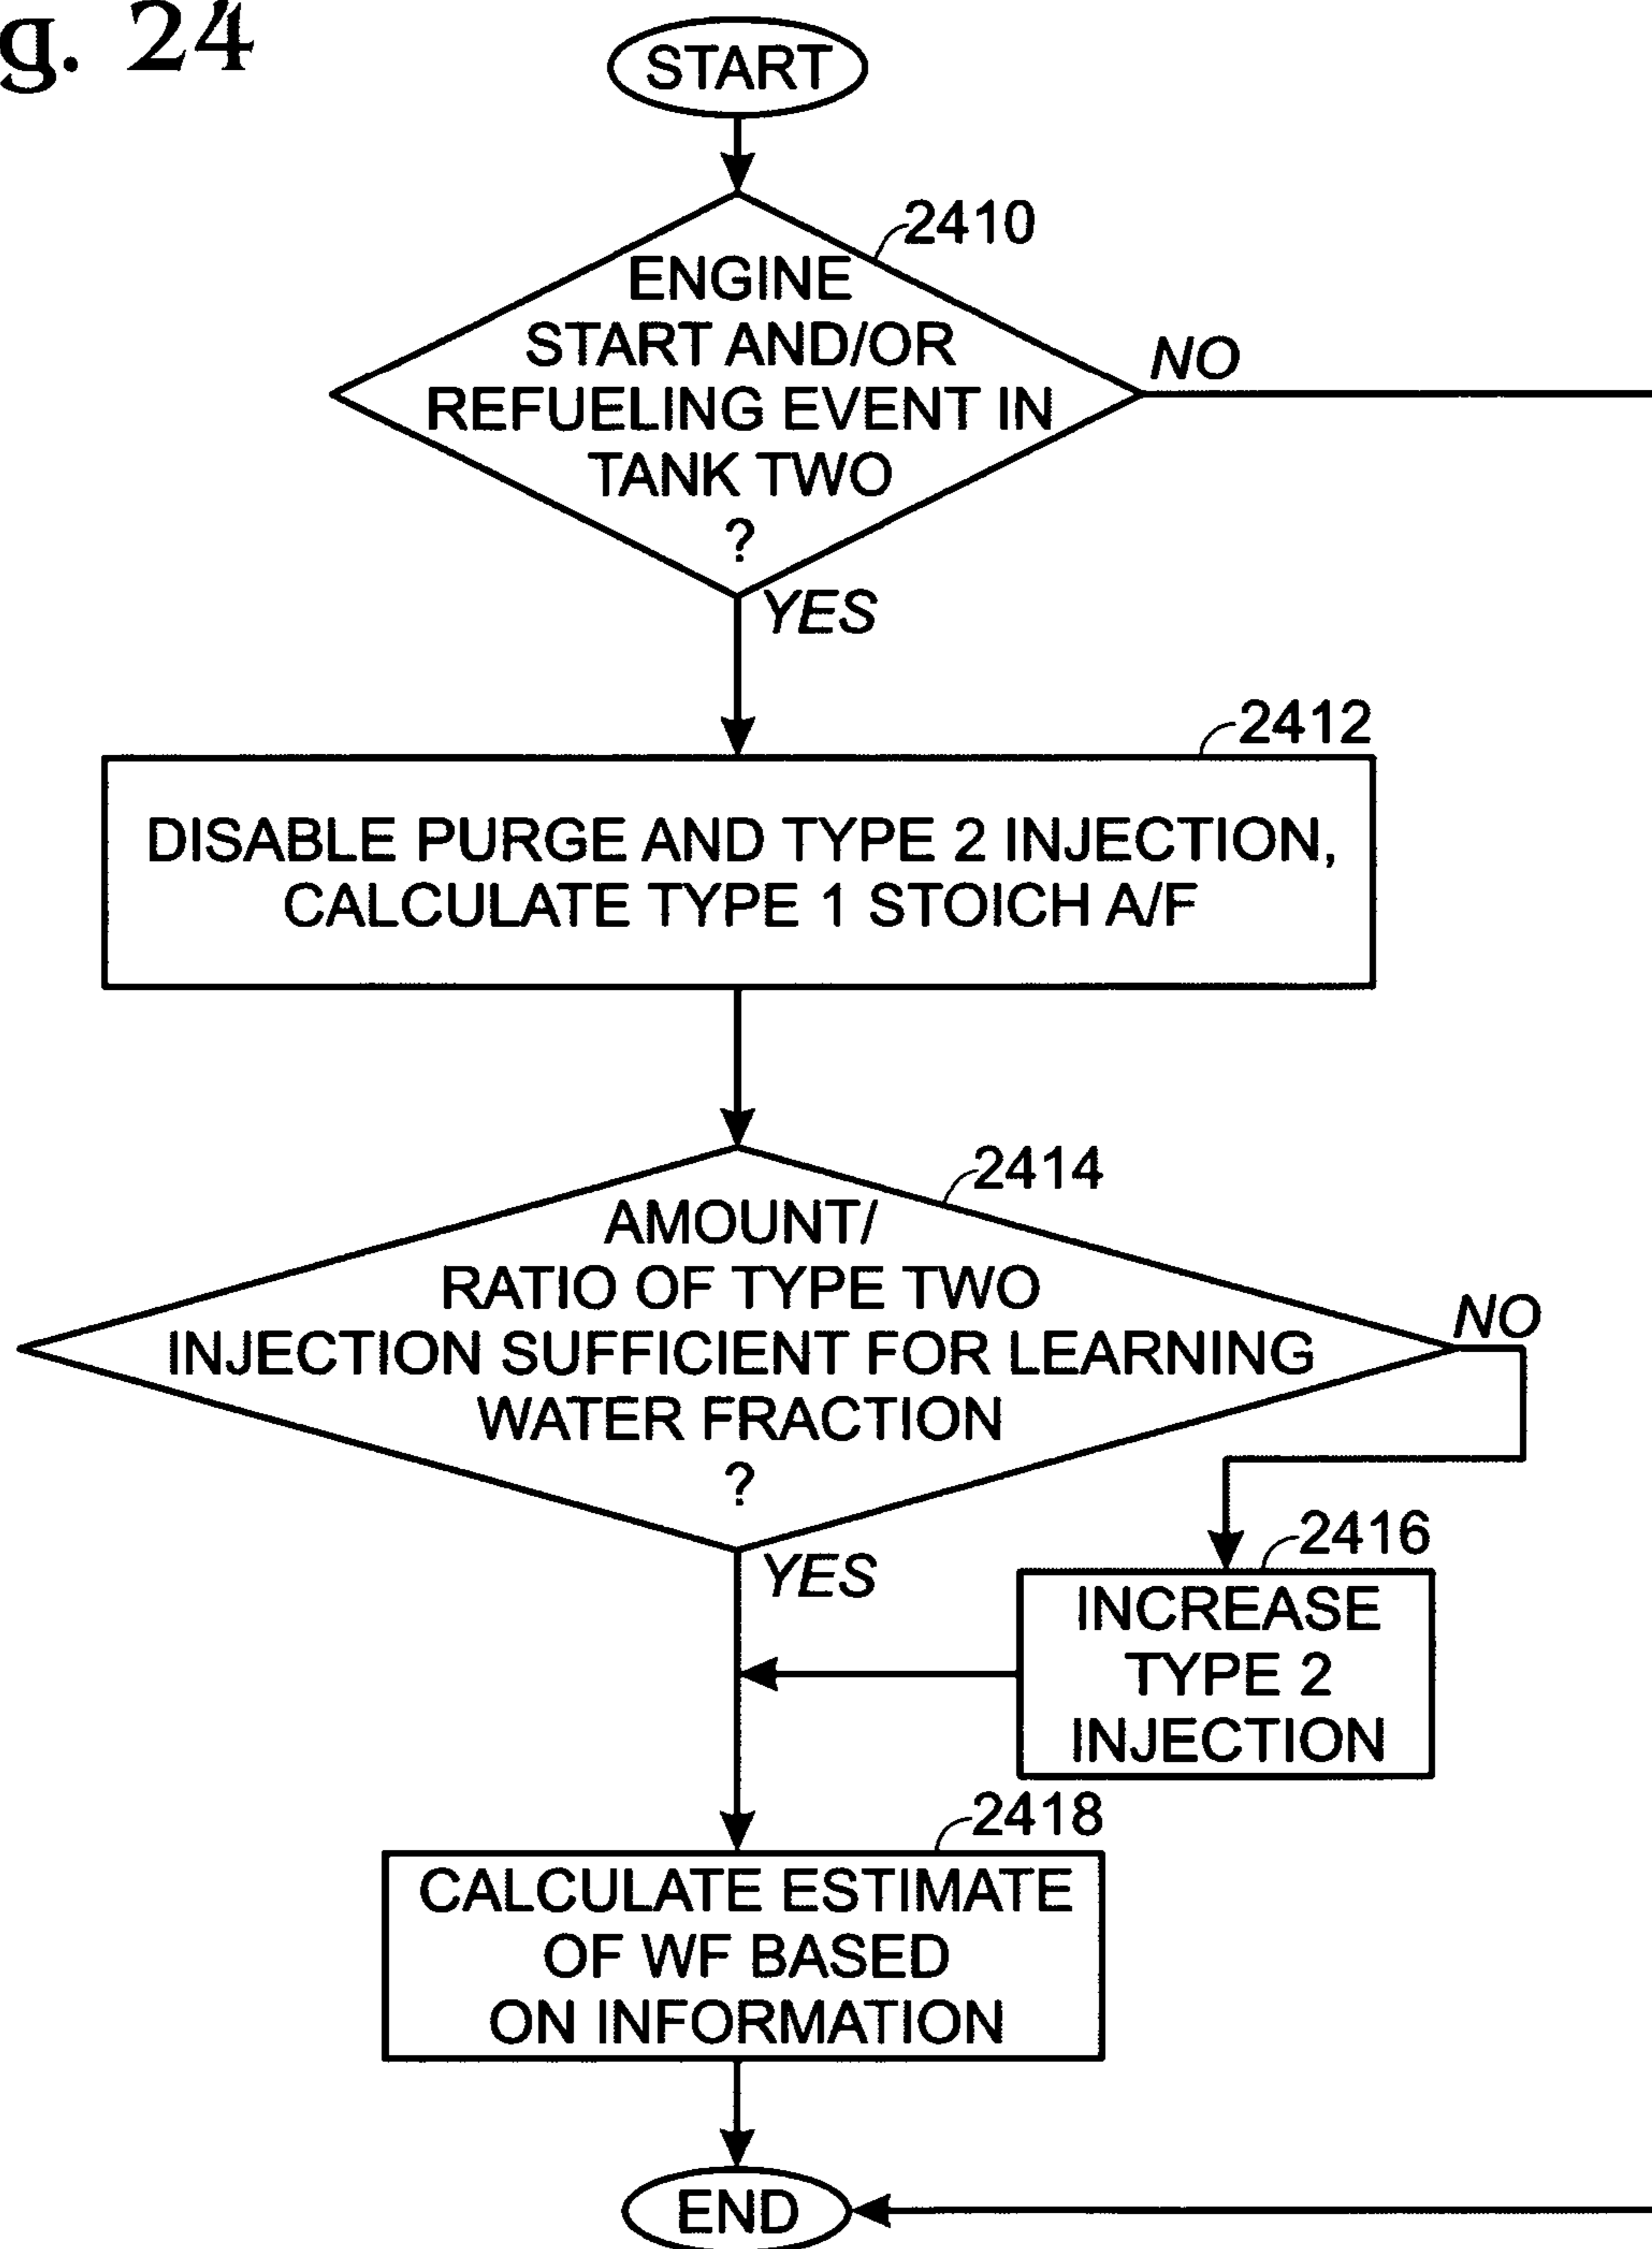 g. 24
START
2410
ENGINE
START AND/OR
REFUELING EVENT IN
TANK TWO
?
NO
YES
2412
DISABLE PURGE AND TYPE 2 INJECTION,
CALCULATE TYPE 1 STOICH A/F
2414
AMOUNT/
RATIO OF TYPE TWO
INJECTION SUFFICIENT FOR LEARNING
WATER FRACTION
?
NO
YES
2416
INCREASE
TYPE 2
INJECTION
2418
CALCULATE ESTIMATE
OF WF BASED
ON INFORMATION
END